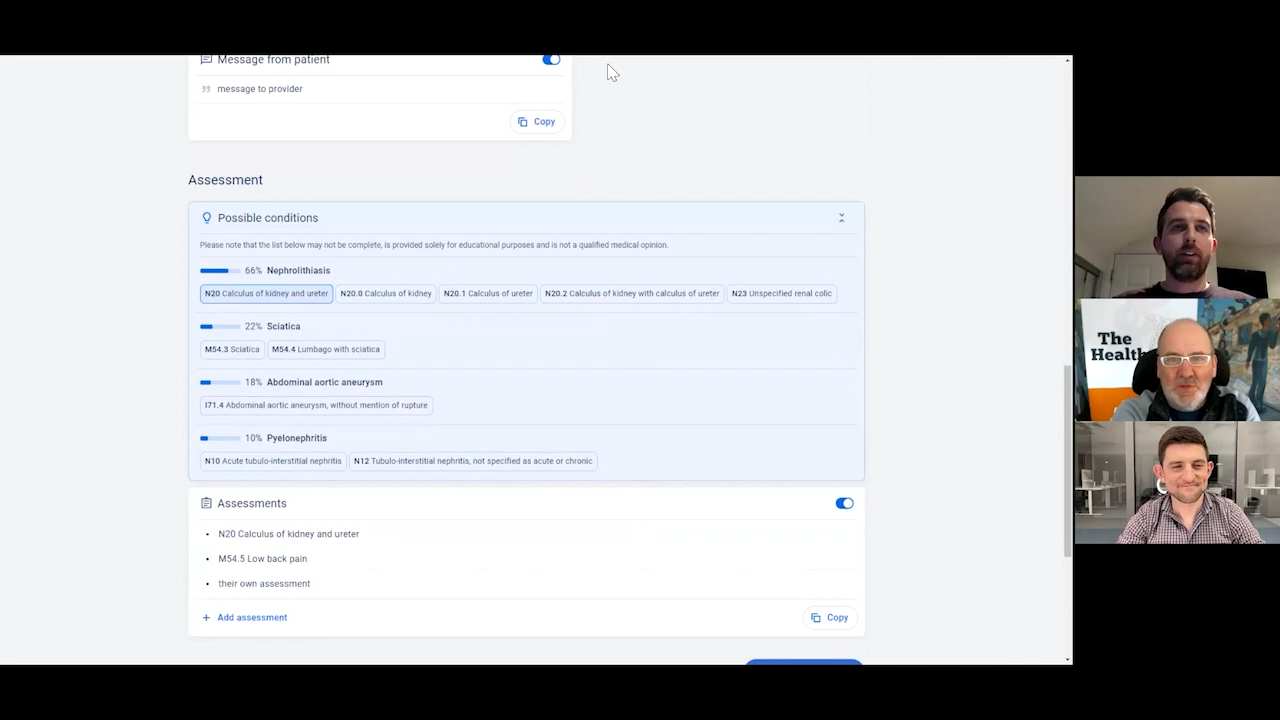 Message from patient
message to provider
Copy
Assessment
Possible conditions
Please note that the list below may not be complete, is provided solely for educational purposes and is not a qualified medical opinion.
66% Nephrolithiasis
N20 Calculus of kidney and ureter N20.0 Calculus of kidney N20.1 Calculus of ureter N20.2 Calculus of kidney with calculus of ureter N23 Unspecified renal colic
22% Sciatica
M54.3 Sciatica M54.4 Lumbago with sciatica
18% Abdominal aortic aneurysm
I71.4 Abdominal aortic aneurysm, without mention of rupture
10% Pyelonephritis
N10 Acute tubulo-interstitial nephritis N12 Tubulo-interstitial nephritis, not specified as acute or chronic
Assessments
• N20 Calculus of kidney and ureter
• M54.5 Low back pain
• their own assessment
+ Add assessment
Copy
The
Health